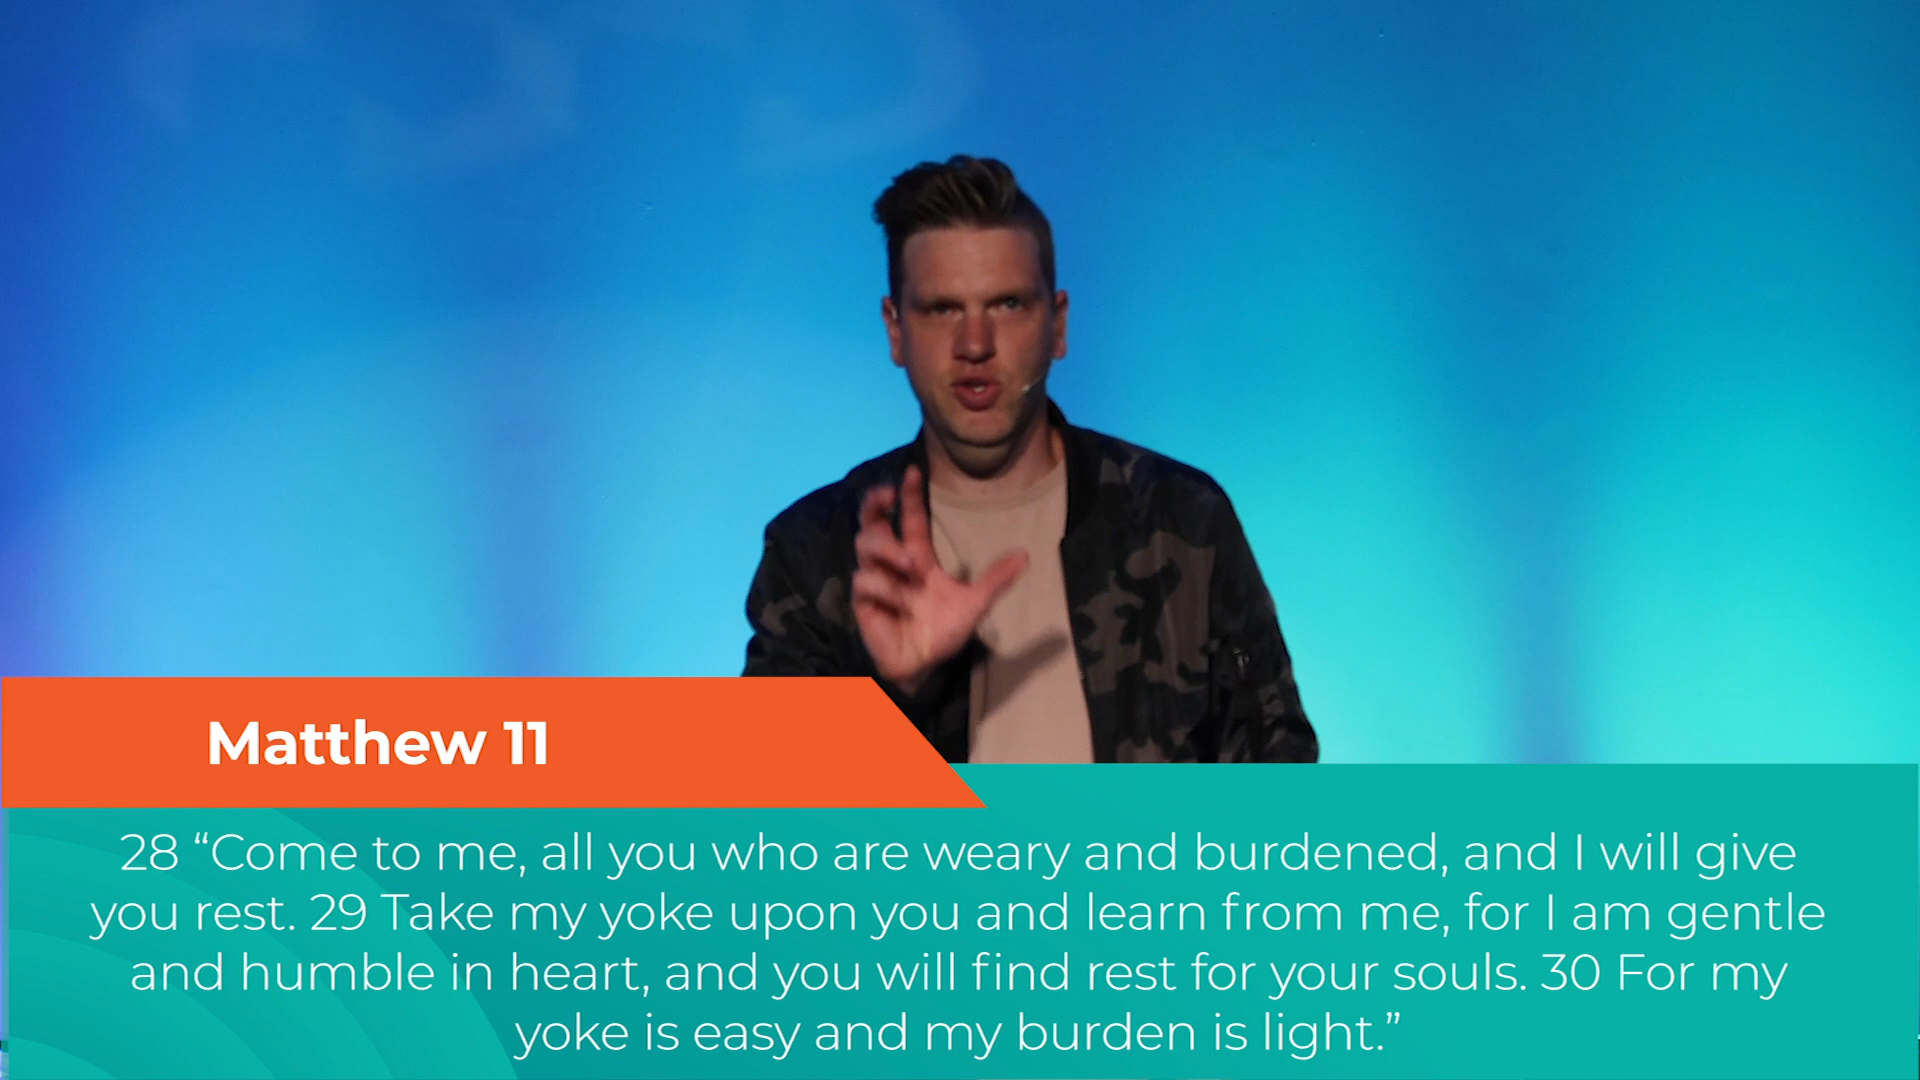 Matthew 11
28 “Come to me, all you who are weary and burdened, and I will give
you rest. 29 Take my yoke upon you and learn from me, for I am gentle
and humble in heart, and you will find rest for your souls. 30 For my
yoke is easy and my burden is light.”